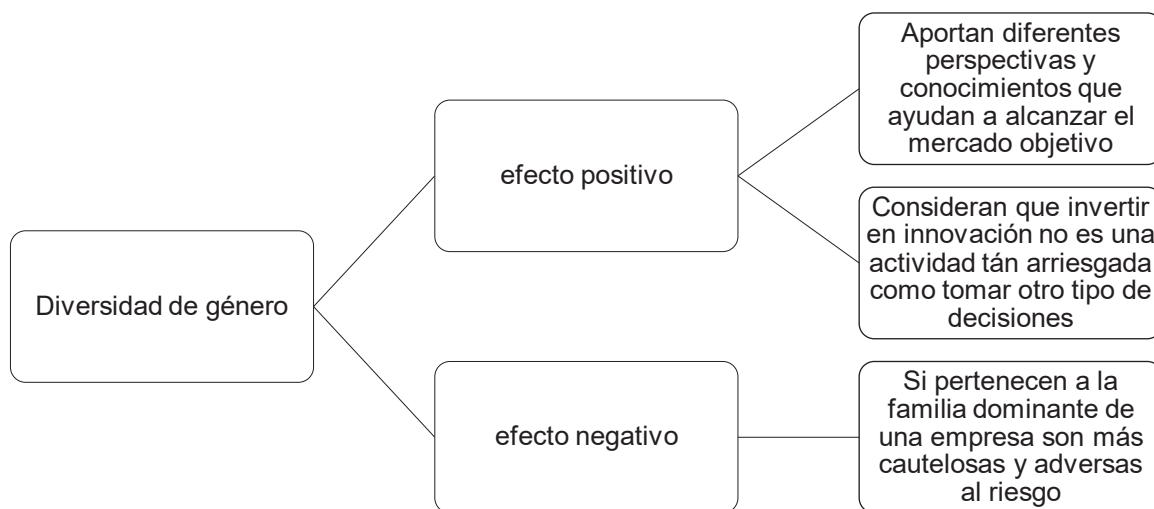 Diversidad de género
efecto positivo
Aportan diferentes
perspectivas y
conocimientos que
ayudan a alcanzar el
mercado objetivo
Consideran que invertir
en innovación no es una
actividad tán arriesgada
como tomar otro tipo de
decisiones
efecto negativo
Si pertenecen a la
familia dominante de
una empresa son más
cautelosas y adversas
al riesgo